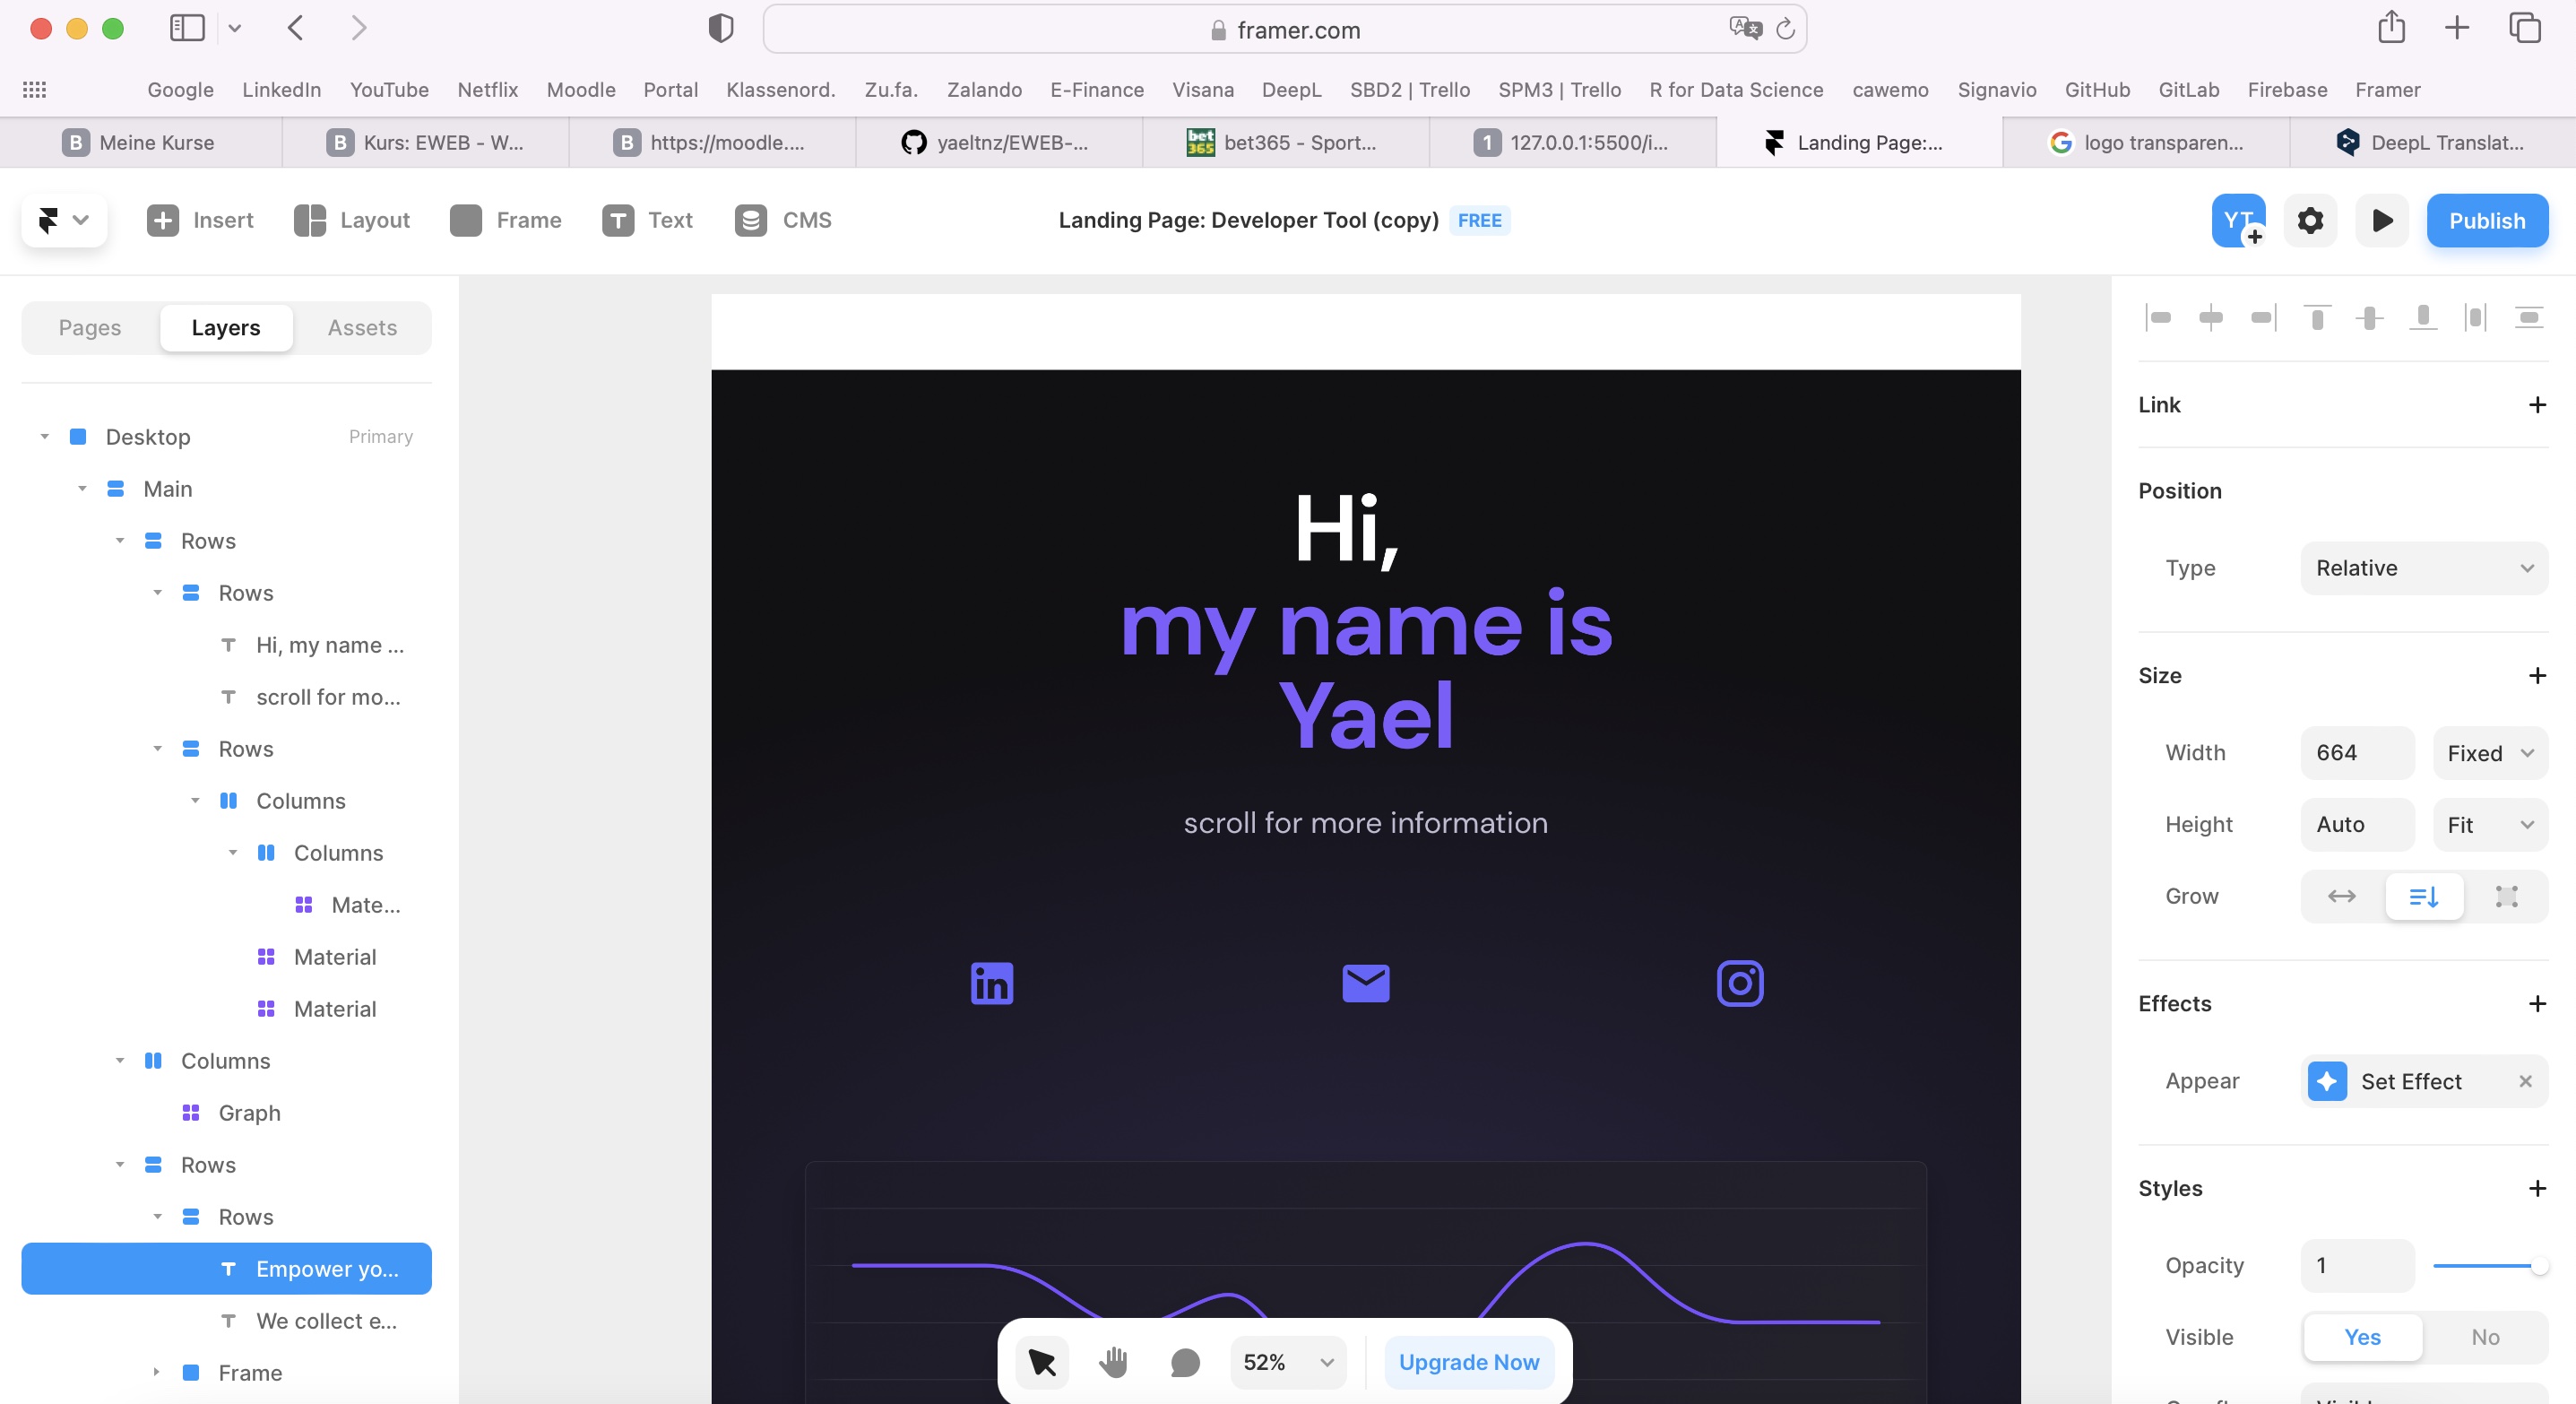 framer.com
Google LinkedIn YouTube Netflix Moodle Portal Klassenord. Zu.fa. Zalando E-Finance Visana DeepL SBD2 | Trello SPM3 | Trello R for Data Science cawemo Signavio GitHub GitLab Firebase Framer
B Meine Kurse B Kurs: EWEB - W... B https://moodle.... yaeltnz/EWEB-... bet365 bet365 - Sport... 1 127.0.0.1:5500/i... Landing Page:... logo transparen... DeepL Translat...
Insert Layout Frame T Text CMS Landing Page: Developer Tool (copy) FREE YT Publish
Pages Layers Assets
Desktop Primary
Main
Rows
Rows
T Hi, my name ...
T scroll for mo...
Rows
Columns
Columns
Mate...
Material
Material
Columns
Graph
Rows
Rows
T Empower yo...
T We collect e...
Frame
Hi,
my name is
Yael
scroll for more information
in
52% Upgrade Now
Link
Position
Type Relative
Size
Width 664 Fixed
Height Auto Fit
Grow
Effects
Appear Set Effect
Styles
Opacity 1
Visible Yes No